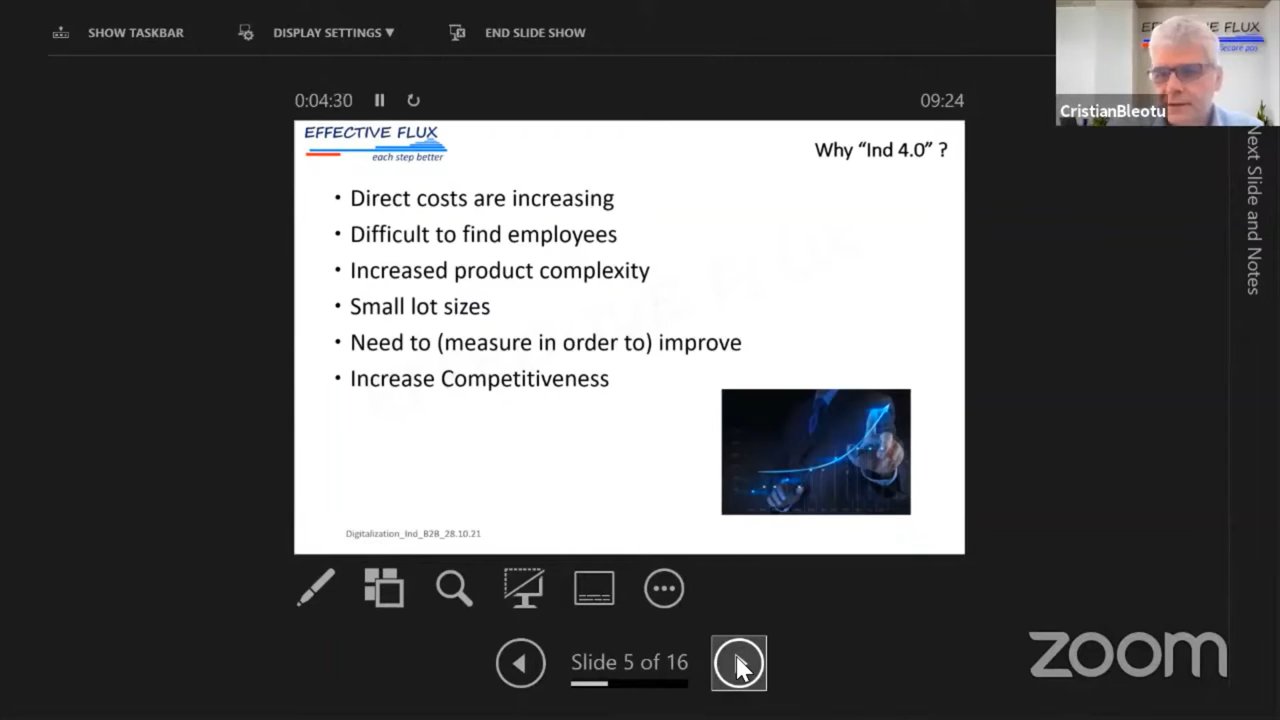 SHOW TASKBAR
DISPLAY SETTINGS ▼
END SLIDE SHOW
EFFECTIVE FLUX
CristianBleotu
0:04:30
09:24
EFFECTIVE FLUX
each step better
Why “Ind 4.0” ?
• Direct costs are increasing
• Difficult to find employees
• Increased product complexity
• Small lot sizes
• Need to (measure in order to) improve
• Increase Competitiveness
Digitalization_Ind_B2B_28.10.21
Next Slide and Notes
Slide 5 of 16
zoom